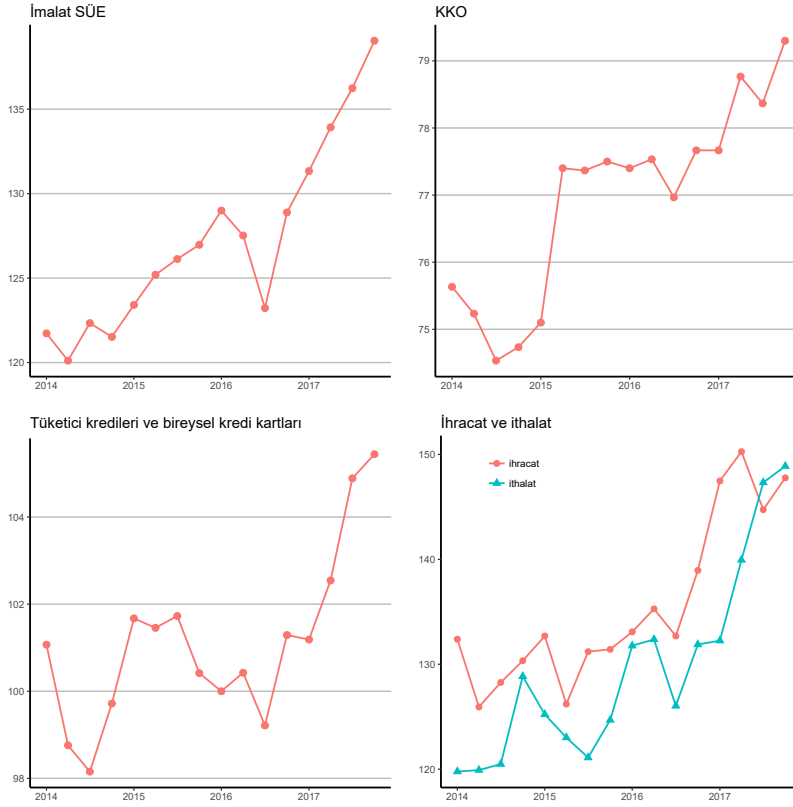 İmalat SÜE
135
130
125
120
2014 2015 2016 2017
KKO
79
78
77
76
75
2014 2015 2016 2017
Tüketici kredileri ve bireysel kredi kartları
104
102
100
98
2014 2015 2016 2017
İhracat ve ithalat
ihracat
ithalat
150
140
130
120
2014 2015 2016 2017